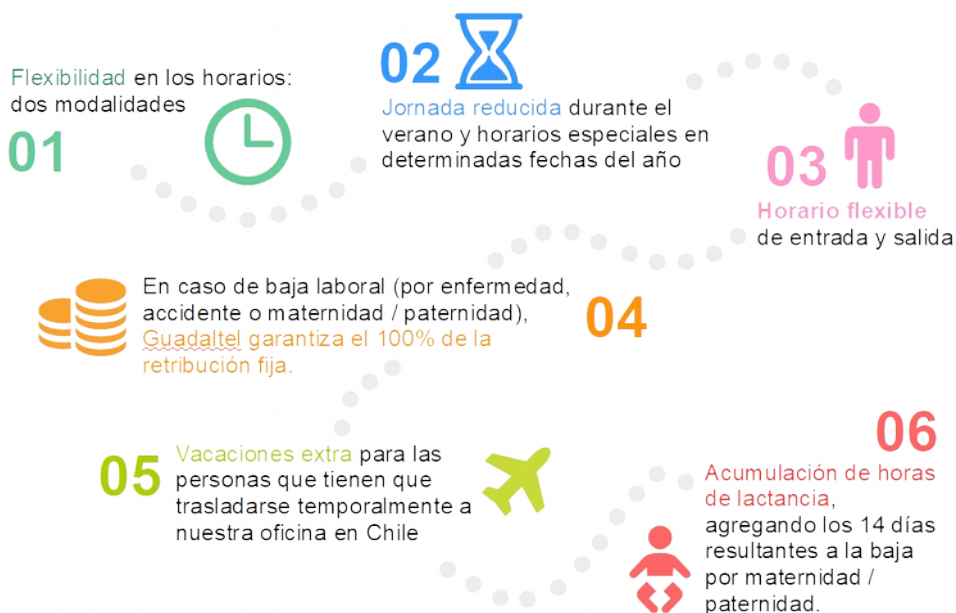 Flexibilidad en los horarios:
dos modalidades
01
02
Jornada reducida durante el
verano y horarios especiales en
determinadas fechas del año
03
Horario flexible
de entrada y salida
En caso de baja laboral (por enfermedad,
accidente o maternidad / paternidad),
Guadaltel garantiza el 100% de la
retribución fija.
04
05
Vacaciones extra para las
personas que tienen que
trasladarse temporalmente a
nuestra oficina en Chile
06
Acumulación de horas
de lactancia,
agregando los 14 días
resultantes a la baja
por maternidad /
paternidad.